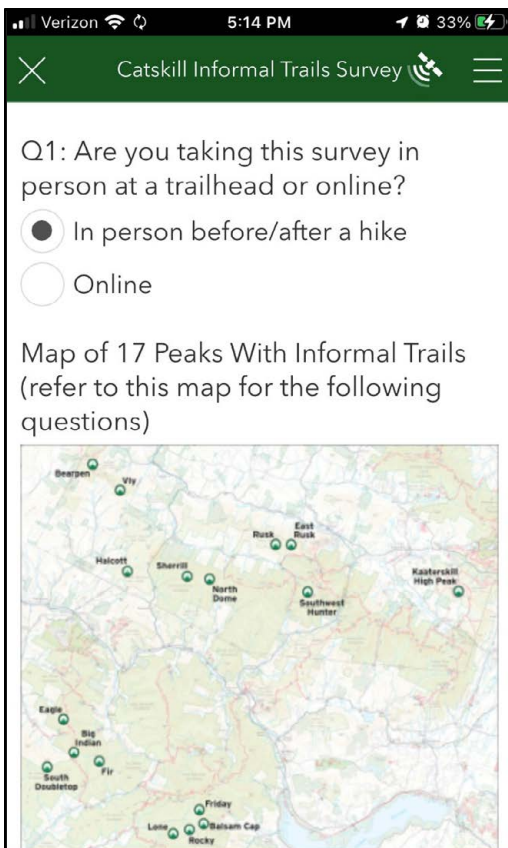 Verizon
5:14 PM
33%
Catskill Informal Trails Survey
Q1: Are you taking this survey in
person at a trailhead or online?
In person before/after a hike
Online
Map of 17 Peaks With Informal Trails
(refer to this map for the following
questions)
Bearpen
Vly
Rusk
East
Rusk
Halcott
Sherrill
North
Dome
Southwest
Hunter
Kaaterskill
High Peak
Eagle
Big
Indian
Fir
South
Doubletop
Friday
Lone
Balsam Cap
Rocky